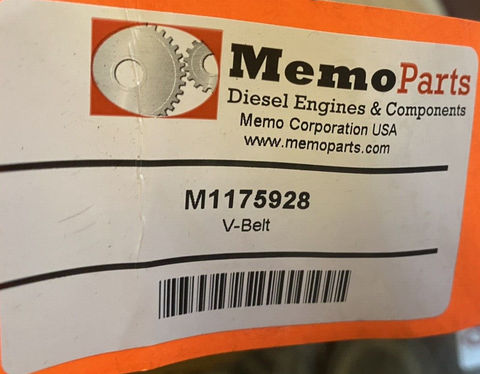 MemoParts
Diesel Engines & Components
Memo Corporation USA
www.memoparts.com
M1175928
V-Belt